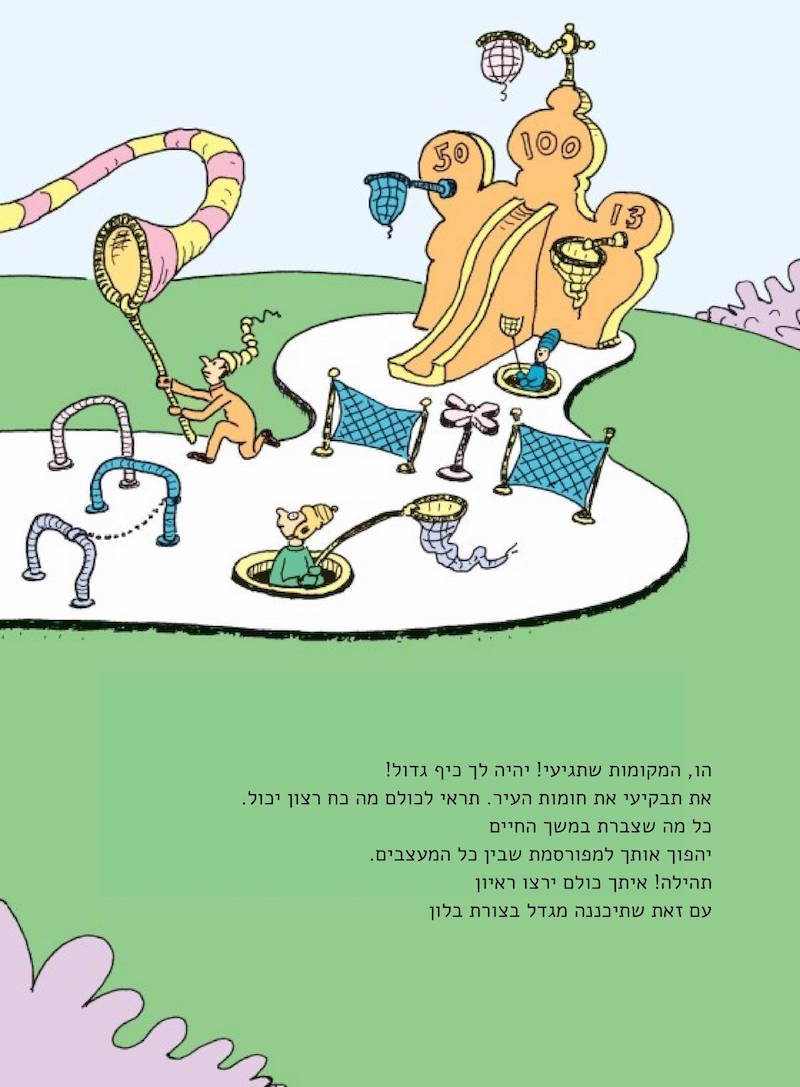 50
100
13
הו, המקומות שתגיעי! יהיה לך כיף גדול!
את תבקיעי את חומות העיר. תראי לכולם מה כח רצון יכול.
כל מה שצברת במשך החיים
יהפוך אותך למפורסמת שבין כל המעצבים.
תהילה! איתך כולם ירצו ראיון
עם זאת שתיכננה מגדל בצורת בלון